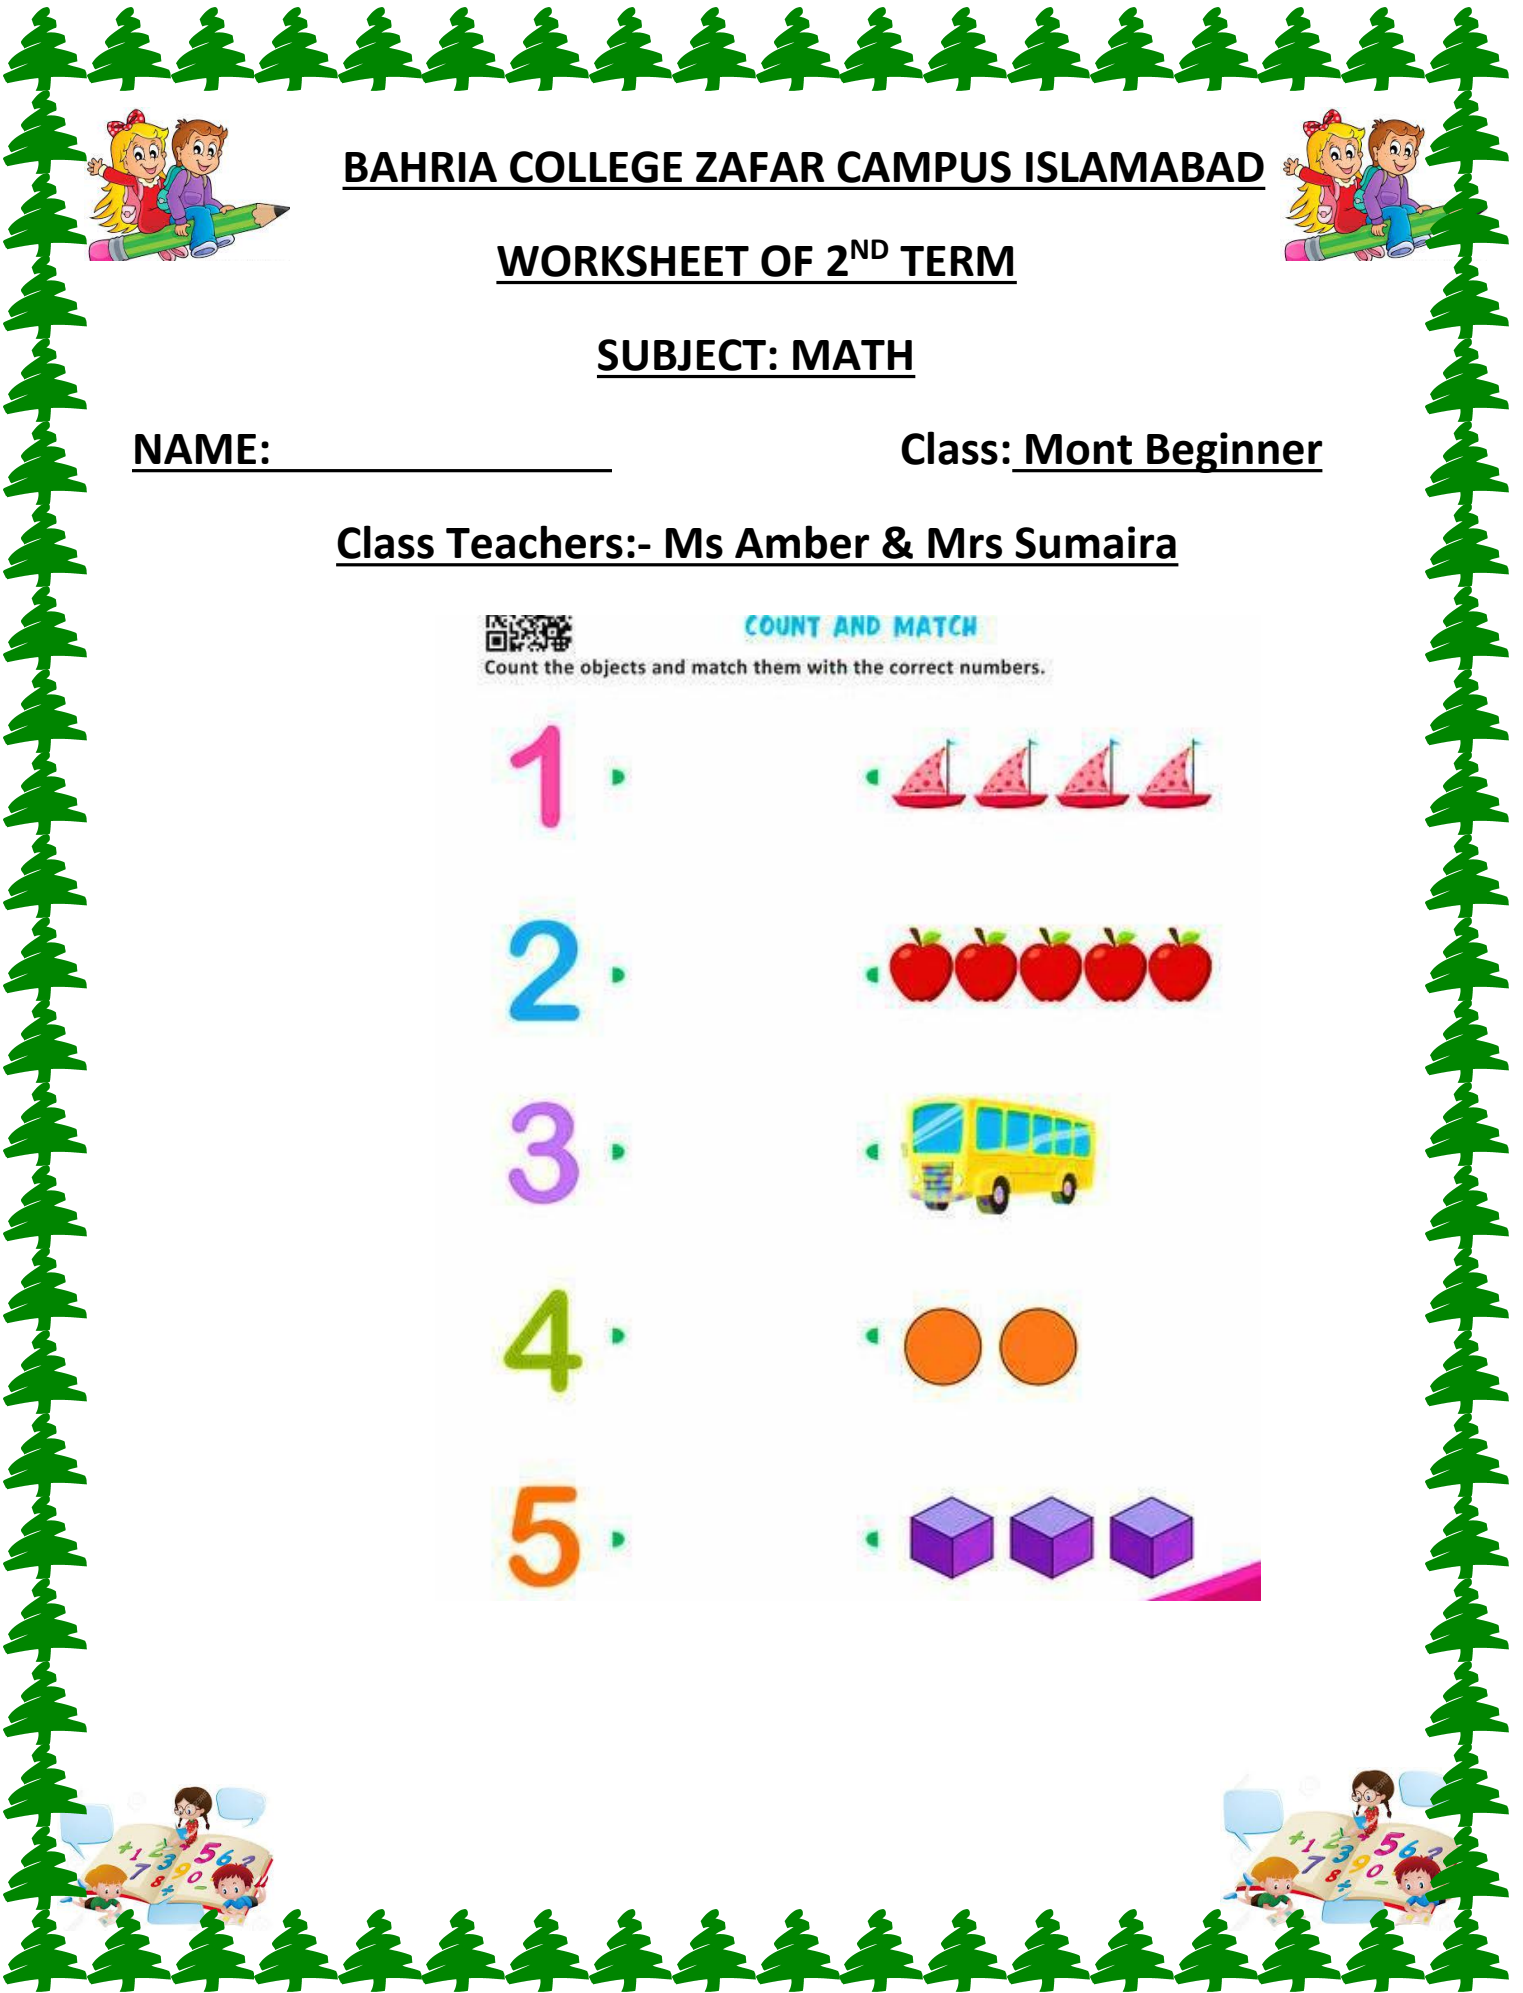 BAHRIA COLLEGE ZAFAR CAMPUS ISLAMABAD
WORKSHEET OF 2ND TERM
SUBJECT: MATH
NAME:_______________ Class: Mont Beginner
Class Teachers:- Ms Amber & Mrs Sumaira
COUNT AND MATCH
Count the objects and match them with the correct numbers.
1
2
3
4
5